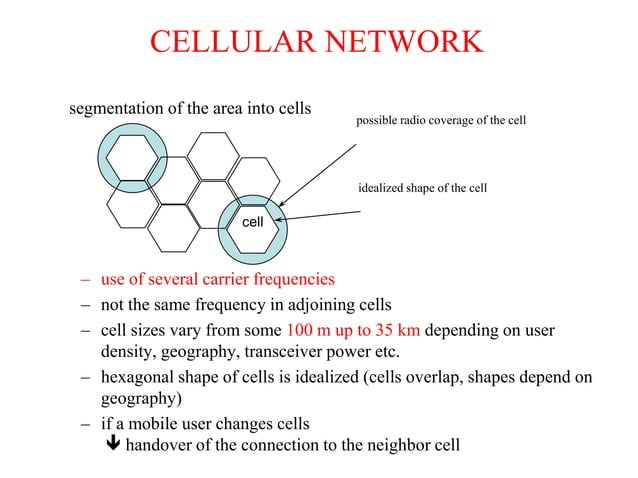 CELLULAR NETWORK
segmentation of the area into cells
possible radio coverage of the cell
idealized shape of the cell
cell
– use of several carrier frequencies
– not the same frequency in adjoining cells
– cell sizes vary from some 100 m up to 35 km depending on user
density, geography, transceiver power etc.
– hexagonal shape of cells is idealized (cells overlap, shapes depend on
geography)
– if a mobile user changes cells
🡻 handover of the connection to the neighbor cell